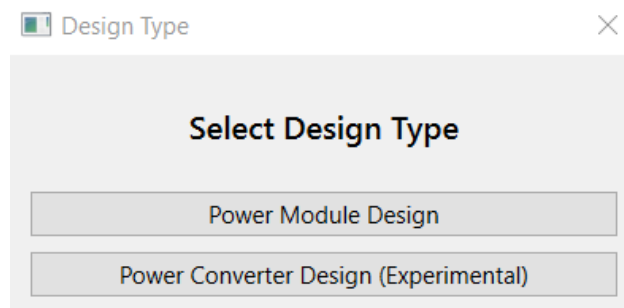 Design Type
Select Design Type
Power Module Design
Power Converter Design (Experimental)